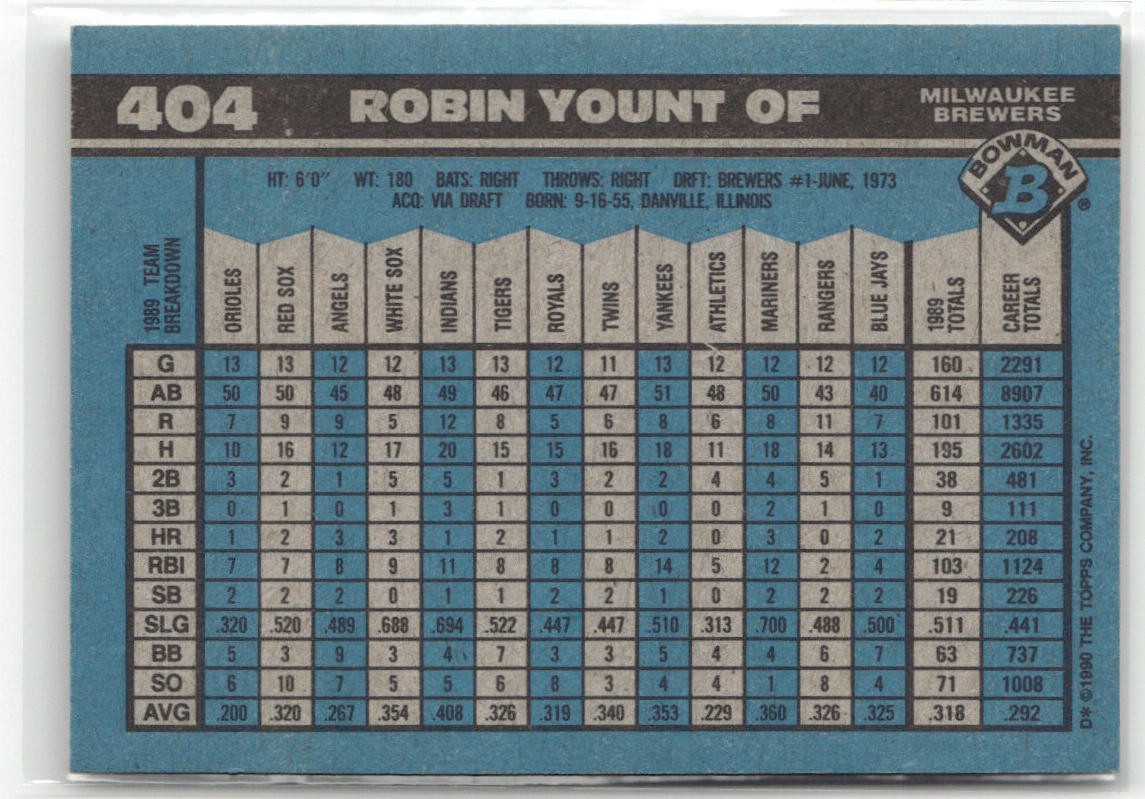 404 ROBIN YOUNT OF MILWAUKEE
BREWERS
BOWMAN
B
®
HT: 6'0" WT: 180 BATS: RIGHT THROWS: RIGHT DRFT: BREWERS #1-JUNE, 1973
ACQ: VIA DRAFT BORN: 9-16-55, DANVILLE, ILLINOIS
1989 TEAM
BREAKDOWN
ORIOLES
RED SOX
ANGELS
WHITE SOX
INDIANS
TIGERS
ROYALS
TWINS
YANKEES
ATHLETICS
MARINERS
RANGERS
BLUE JAYS
1989
TOTALS
CAREER
TOTALS
G 13 13 12 12 13 13 12 11 13 12 12 12 12 160 2291
AB 50 50 45 48 49 46 47 47 51 48 50 43 40 614 8907
R 7 9 9 5 12 8 5 6 8 6 8 11 7 101 1335
H 10 16 12 17 20 15 15 16 18 11 18 14 13 195 2602
2B 3 2 1 5 5 1 3 2 2 4 4 5 1 38 481
3B 0 1 0 1 3 1 0 0 0 0 2 1 0 9 111
HR 1 2 3 3 1 2 1 1 2 0 3 0 2 21 208
RBI 7 7 8 9 11 8 8 8 14 5 12 2 4 103 1124
SB 2 2 2 0 1 1 2 2 1 0 2 2 2 19 226
SLG .320 .520 .489 .688 .694 .522 .447 .447 .510 .313 .700 .488 .500 .511 .441
BB 5 3 9 3 4 7 3 3 5 4 4 6 7 63 737
SO 6 10 7 5 5 6 8 3 4 4 1 8 4 71 1008
AVG .200 .320 .267 .354 .408 .326 .319 .340 .353 .229 .360 .326 .325 .318 .292
D* ©1990 THE TOPPS COMPANY, INC.